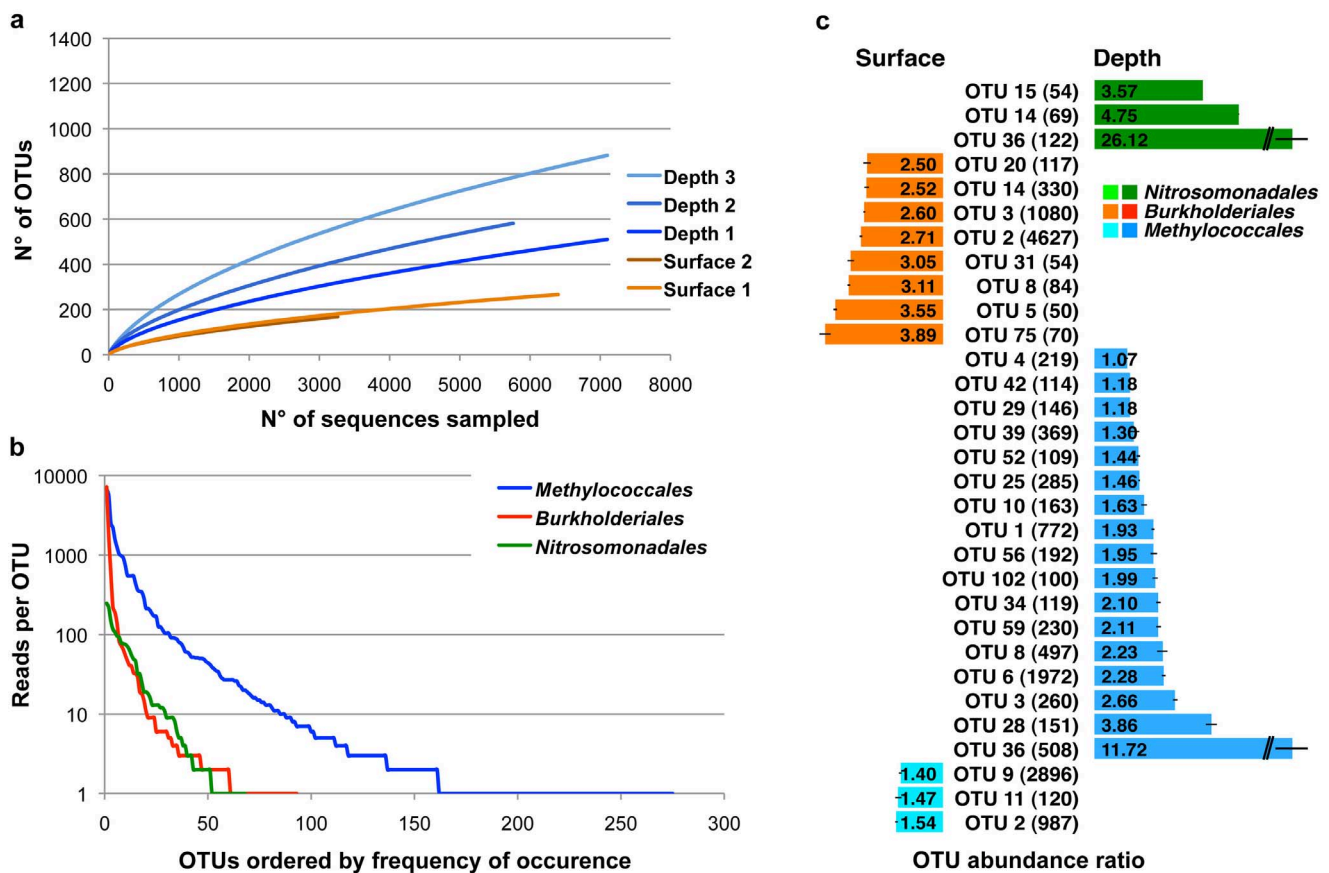 a
1400
1200
1000
800
600
400
200
0
N° of OTUs
0 1000 2000 3000 4000 5000 6000 7000 8000
N° of sequences sampled
Depth 3
Depth 2
Depth 1
Surface 2
Surface 1
b
10000
1000
100
10
1
Reads per OTU
0 50 100 150 200 250 300
OTUs ordered by frequency of occurence
Methylococcales
Burkholderiales
Nitrosomonadales
c
Surface Depth
OTU 15 (54) 3.57
OTU 14 (69) 4.75
OTU 36 (122) 26.12
2.50 OTU 20 (117)
2.52 OTU 14 (330)
2.60 OTU 3 (1080)
2.71 OTU 2 (4627)
3.05 OTU 31 (54)
3.11 OTU 8 (84)
3.55 OTU 5 (50)
3.89 OTU 75 (70)
Nitrosomonadales
Burkholderiales
Methylococcales
OTU 4 (219) 1.07
OTU 42 (114) 1.18
OTU 29 (146) 1.18
OTU 39 (369) 1.30
OTU 52 (109) 1.44
OTU 25 (285) 1.46
OTU 10 (163) 1.63
OTU 1 (772) 1.93
OTU 56 (192) 1.95
OTU 102 (100) 1.99
OTU 34 (119) 2.10
OTU 59 (230) 2.11
OTU 8 (497) 2.23
OTU 6 (1972) 2.28
OTU 3 (260) 2.66
OTU 28 (151) 3.86
OTU 36 (508) 11.72
1.40 OTU 9 (2896)
1.47 OTU 11 (120)
1.54 OTU 2 (987)
OTU abundance ratio